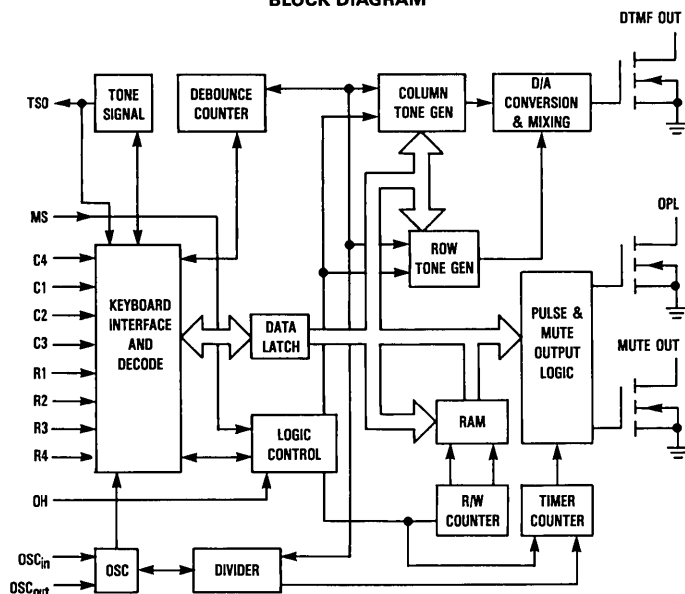 BLOCK DIAGRAM
DTMF OUT
TSO
TONE
SIGNAL
DEBOUNCE
COUNTER
COLUMN
TONE GEN
D/A
CONVERSION
& MIXING
MS
OPL
C4
C1
C2
C3
R1
R2
R3
R4
KEYBOARD
INTERFACE
AND
DECODE
DATA
LATCH
ROW
TONE GEN
PULSE &
MUTE
OUTPUT
LOGIC
MUTE OUT
LOGIC
CONTROL
RAM
OH
R/W
COUNTER
TIMER
COUNTER
OSCin
OSCout
OSC
DIVIDER